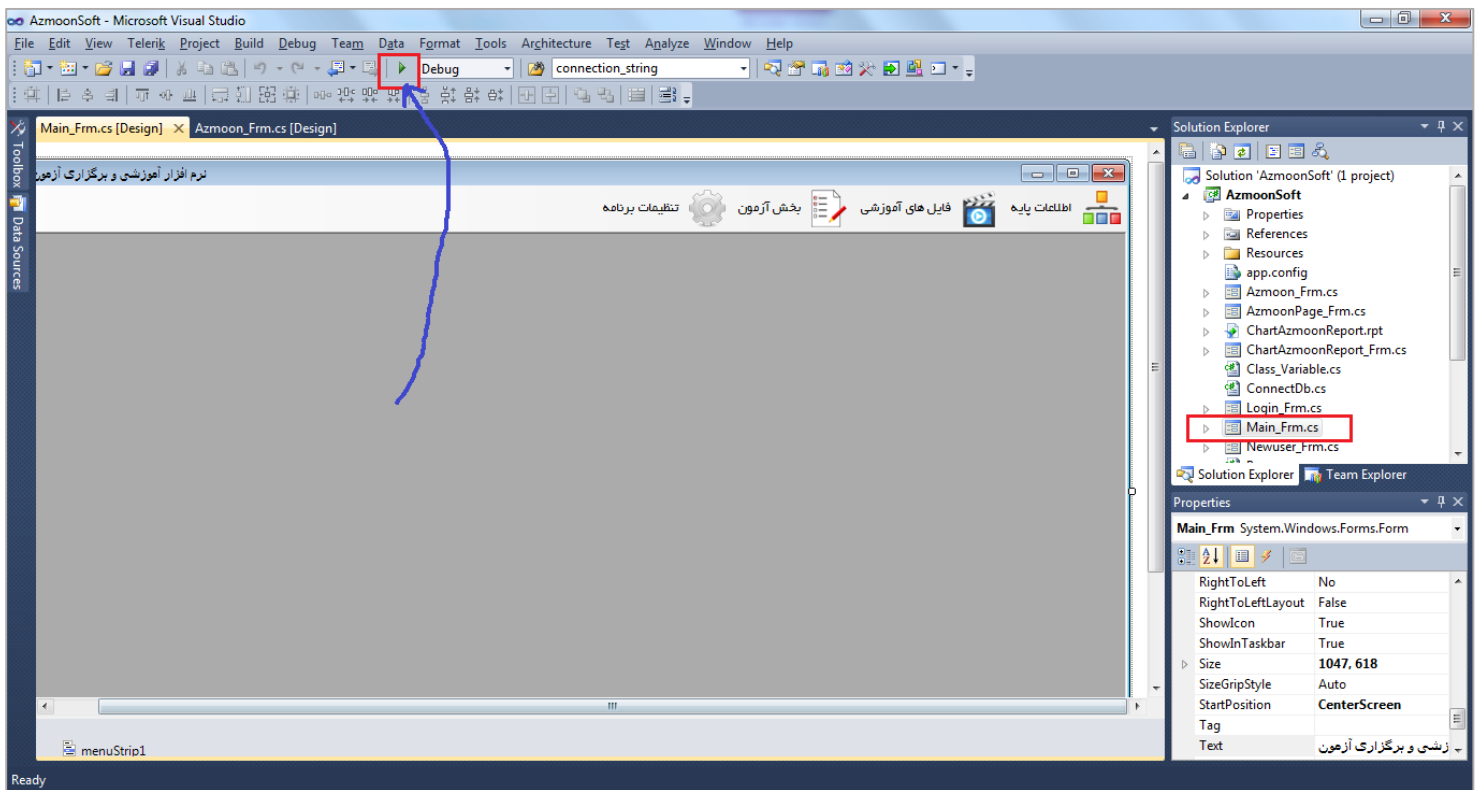 AzmoonSoft - Microsoft Visual Studio
File Edit View Telerik Project Build Debug Team Data Format Tools Architecture Test Analyze Window Help
Debug connection_string
Main_Frm.cs [Design] Azmoon_Frm.cs [Design]
Toolbox
Data Sources
نرم افزار آموزشی و برگزاری آزمون
اطلاعات پایه فایل های آموزشی بخش آزمون تنظیمات برنامه
menuStrip1
Solution Explorer
Solution 'AzmoonSoft' (1 project)
AzmoonSoft
Properties
References
Resources
app.config
Azmoon_Frm.cs
AzmoonPage_Frm.cs
ChartAzmoonReport.rpt
ChartAzmoonReport_Frm.cs
Class_Variable.cs
ConnectDb.cs
Login_Frm.cs
Main_Frm.cs
Newuser_Frm.cs
Solution Explorer Team Explorer
Properties
Main_Frm System.Windows.Forms.Form
RightToLeft No
RightToLeftLayout False
ShowIcon True
ShowInTaskbar True
Size 1047, 618
SizeGripStyle Auto
StartPosition CenterScreen
Tag
Text زشی و برگزاری آزمون
Ready